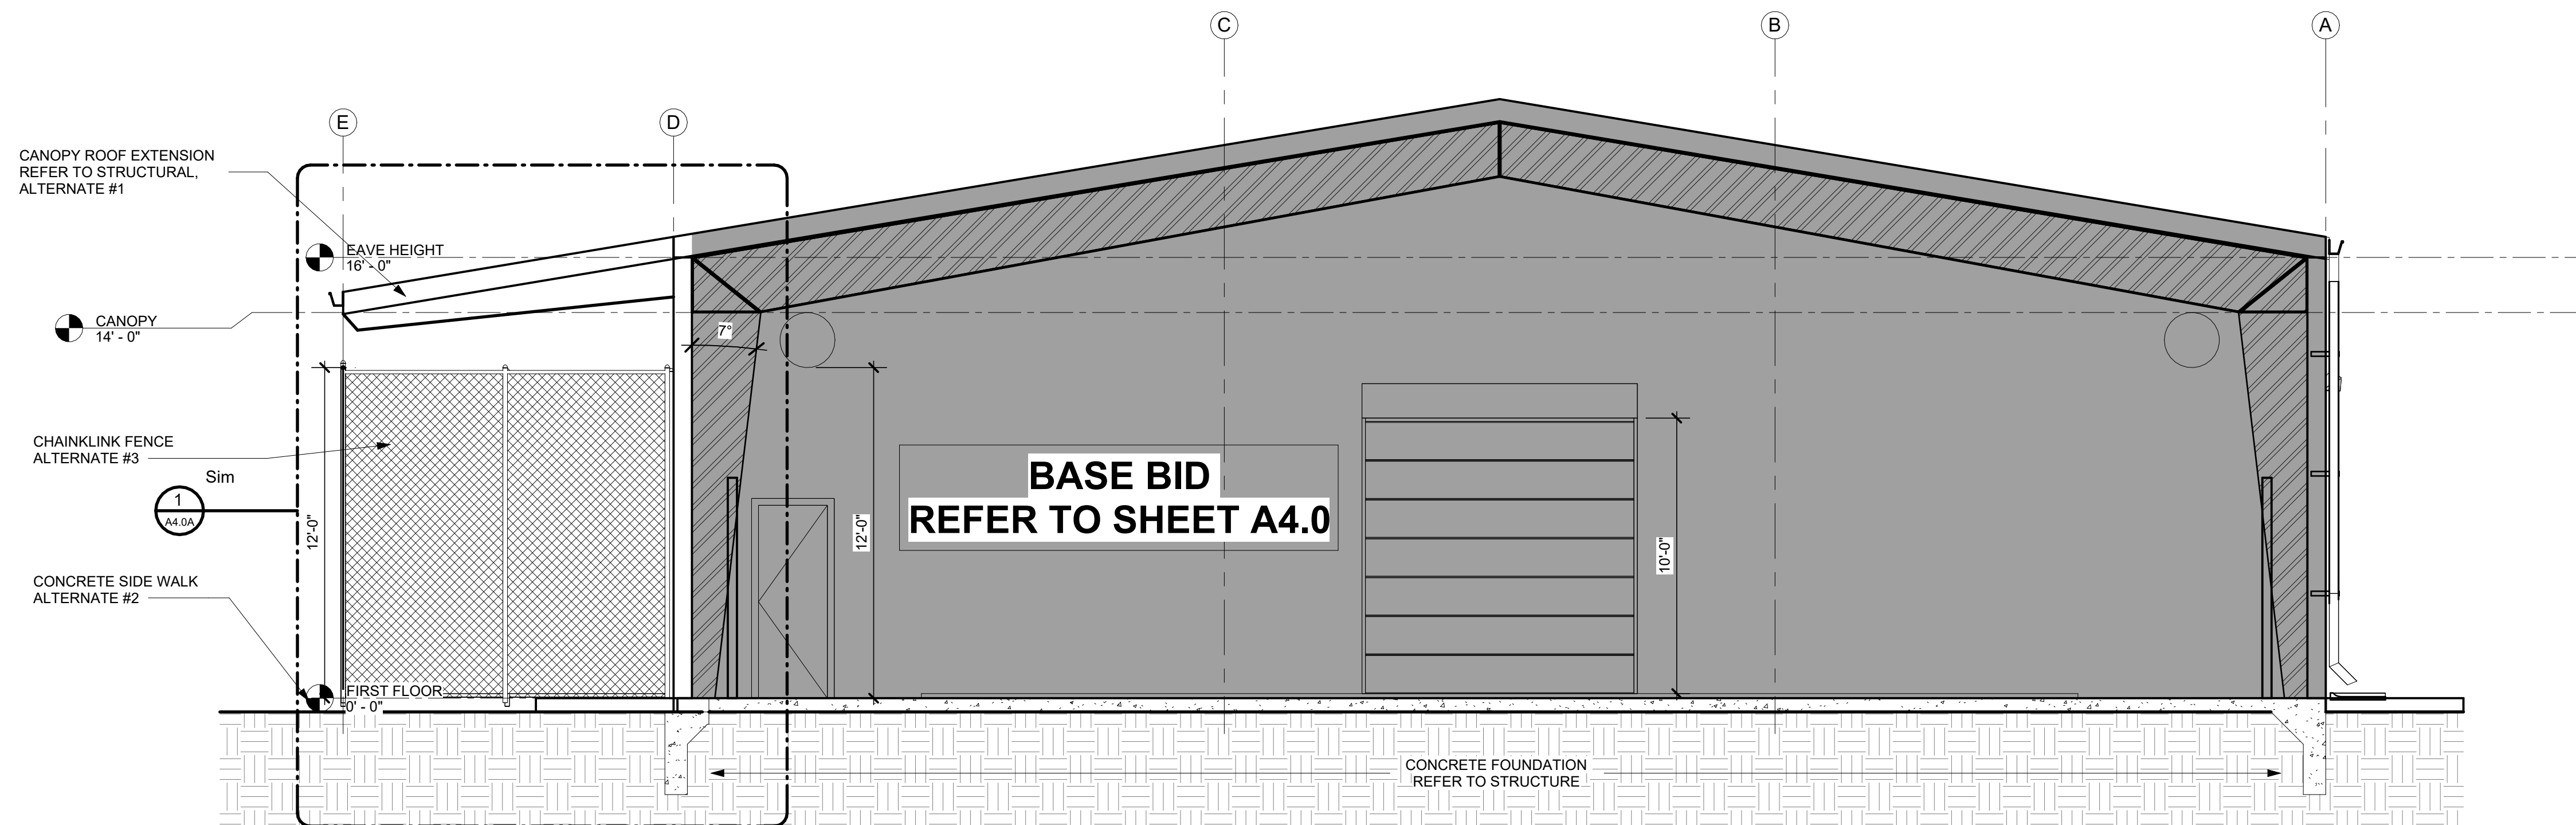 C
B
A
E
D
CANOPY ROOF EXTENSION
REFER TO STRUCTURAL,
ALTERNATE #1
EAVE HEIGHT
16' - 0"
CANOPY
14' - 0"
7°
CHAINKLINK FENCE
ALTERNATE #3
Sim
1
A4.0A
12'-0"
12'-0"
BASE BID
REFER TO SHEET A4.0
10'-0"
CONCRETE SIDE WALK
ALTERNATE #2
FIRST FLOOR
0' - 0"
CONCRETE FOUNDATION
REFER TO STRUCTURE